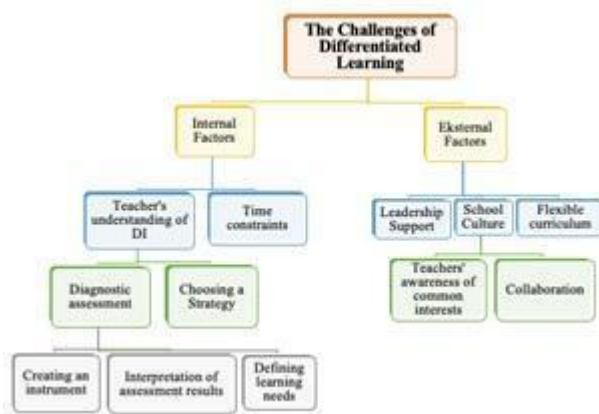 The Challenges of
Differentiated
Learning
Internal
Factors
Eksternal
Factors
Teacher's
understanding of
DI
Time
constraints
Leadership
Support
School
Culture
Flexible
curriculum
Diagnostic
assessment
Choosing a
Strategy
Teachers'
awareness of
common
interests
Collaboration
Creating an
instrument
Interpretation of
assessment results
Defining
learning
needs